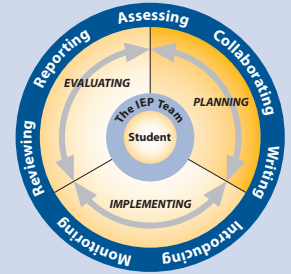 Assessing
Collaborating
Writing
Introducing
Monitoring
Reviewing
Reporting
EVALUATING
PLANNING
IMPLEMENTING
The IEP Team
Student